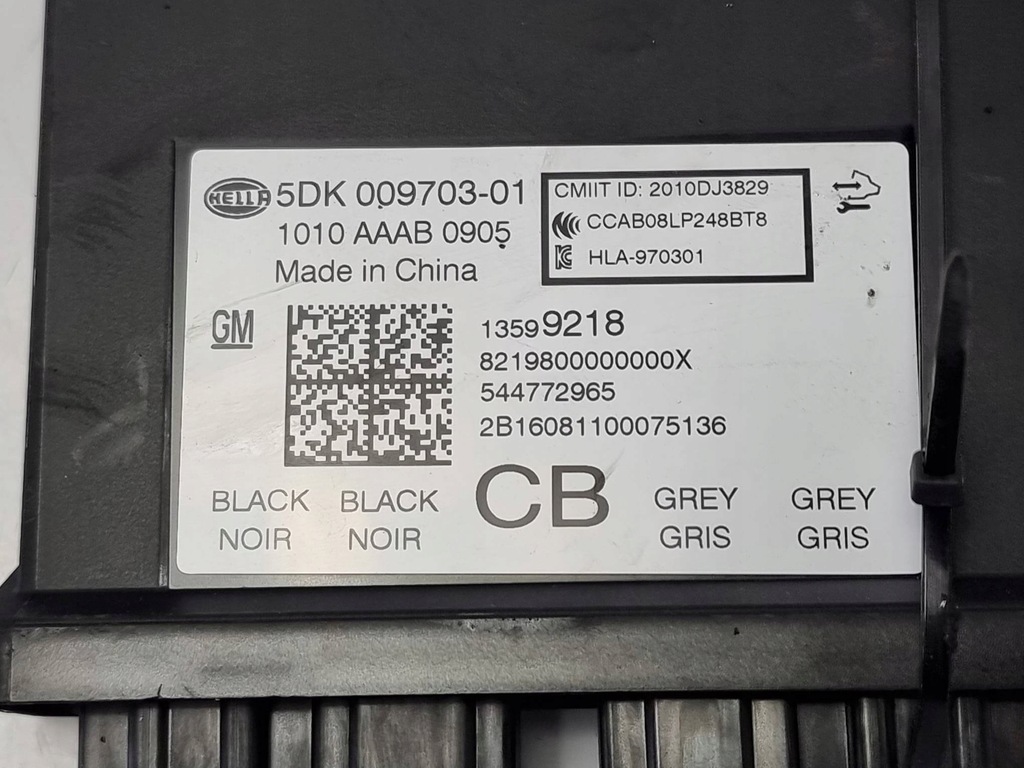 HELLA 5DK 009703-01
1010 AAAB 0905
Made in China
CMIIT ID: 2010DJ3829
CCAB08LP248BT8
HLA-970301
GM
13599218
8219800000000X
544772965
2B16081100075136
CB
BLACK BLACK GREY GREY
NOIR NOIR GRIS GRIS